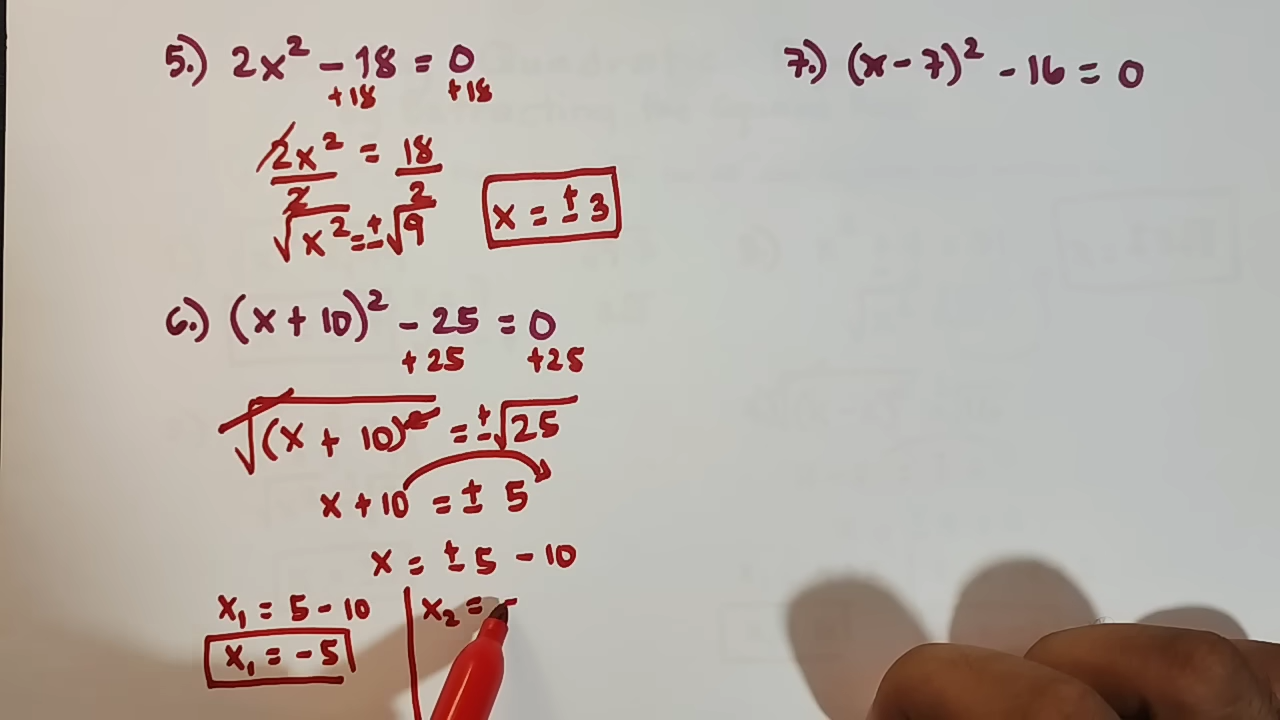 5.) 2x² - 18 = 0
+18 +18
2x² = 18
2 2
√x² = ±√9
x = ± 3
6.) (x + 10)² - 25 = 0
+ 25 +25
√(x + 10)² = ±√25
x + 10 = ± 5
x = ± 5 - 10
x₁ = 5 - 10
x₁ = - 5
x₂ = -
7.) (x - 7)² - 16 = 0